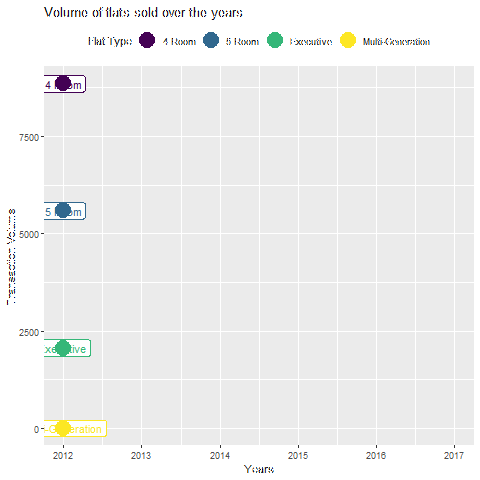 Volume of flats sold over the years
Flat Type 4 Room 5 Room Executive Multi-Generation
4 Room
7500
5 Room
5000
Transaction Volume
2500
xecutive
0
-Generation
2012 2013 2014 2015 2016 2017
Years